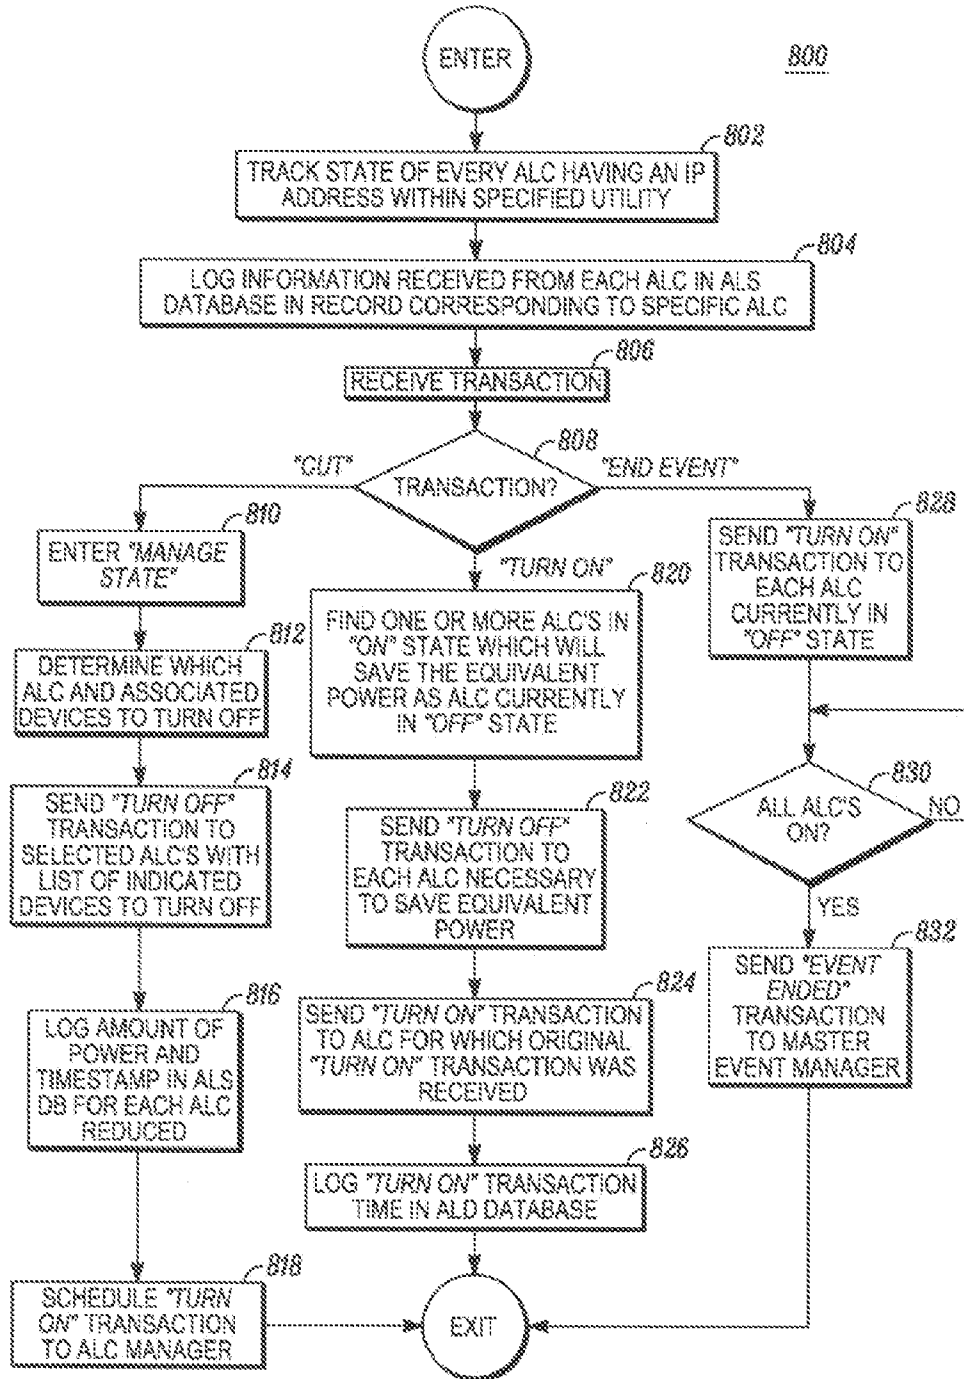 ENTER
800
802
TRACK STATE OF EVERY ALC HAVING AN IP
ADDRESS WITHIN SPECIFIED UTILITY
804
LOG INFORMATION RECEIVED FROM EACH ALC IN ALS
DATABASE IN RECORD CORRESPONDING TO SPECIFIC ALC
806
RECEIVE TRANSACTION
808
TRANSACTION?
"CUT"
"END EVENT"
"TURN ON"
810
ENTER "MANAGE
STATE"
812
DETERMINE WHICH
ALC AND ASSOCIATED
DEVICES TO TURN OFF
814
SEND "TURN OFF"
TRANSACTION TO
SELECTED ALC'S WITH
LIST OF INDICATED
DEVICES TO TURN OFF
816
LOG AMOUNT OF
POWER AND
TIMESTAMP IN ALS
DB FOR EACH ALC
REDUCED
818
SCHEDULE "TURN
ON" TRANSACTION
TO ALC MANAGER
820
FIND ONE OR MORE ALC'S IN
"ON" STATE WHICH WILL
SAVE THE EQUIVALENT
POWER AS ALC CURRENTLY
IN "OFF" STATE
822
SEND "TURN OFF"
TRANSACTION TO
EACH ALC NECESSARY
TO SAVE EQUIVALENT
POWER
824
SEND "TURN ON" TRANSACTION
TO ALC FOR WHICH ORIGINAL
"TURN ON" TRANSACTION WAS
RECEIVED
826
LOG "TURN ON" TRANSACTION
TIME IN ALD DATABASE
828
SEND "TURN ON"
TRANSACTION TO
EACH ALC
CURRENTLY IN
"OFF" STATE
830
ALL ALC'S
ON?
NO
YES
832
SEND "EVENT
ENDED"
TRANSACTION
TO MASTER
EVENT MANAGER
EXIT